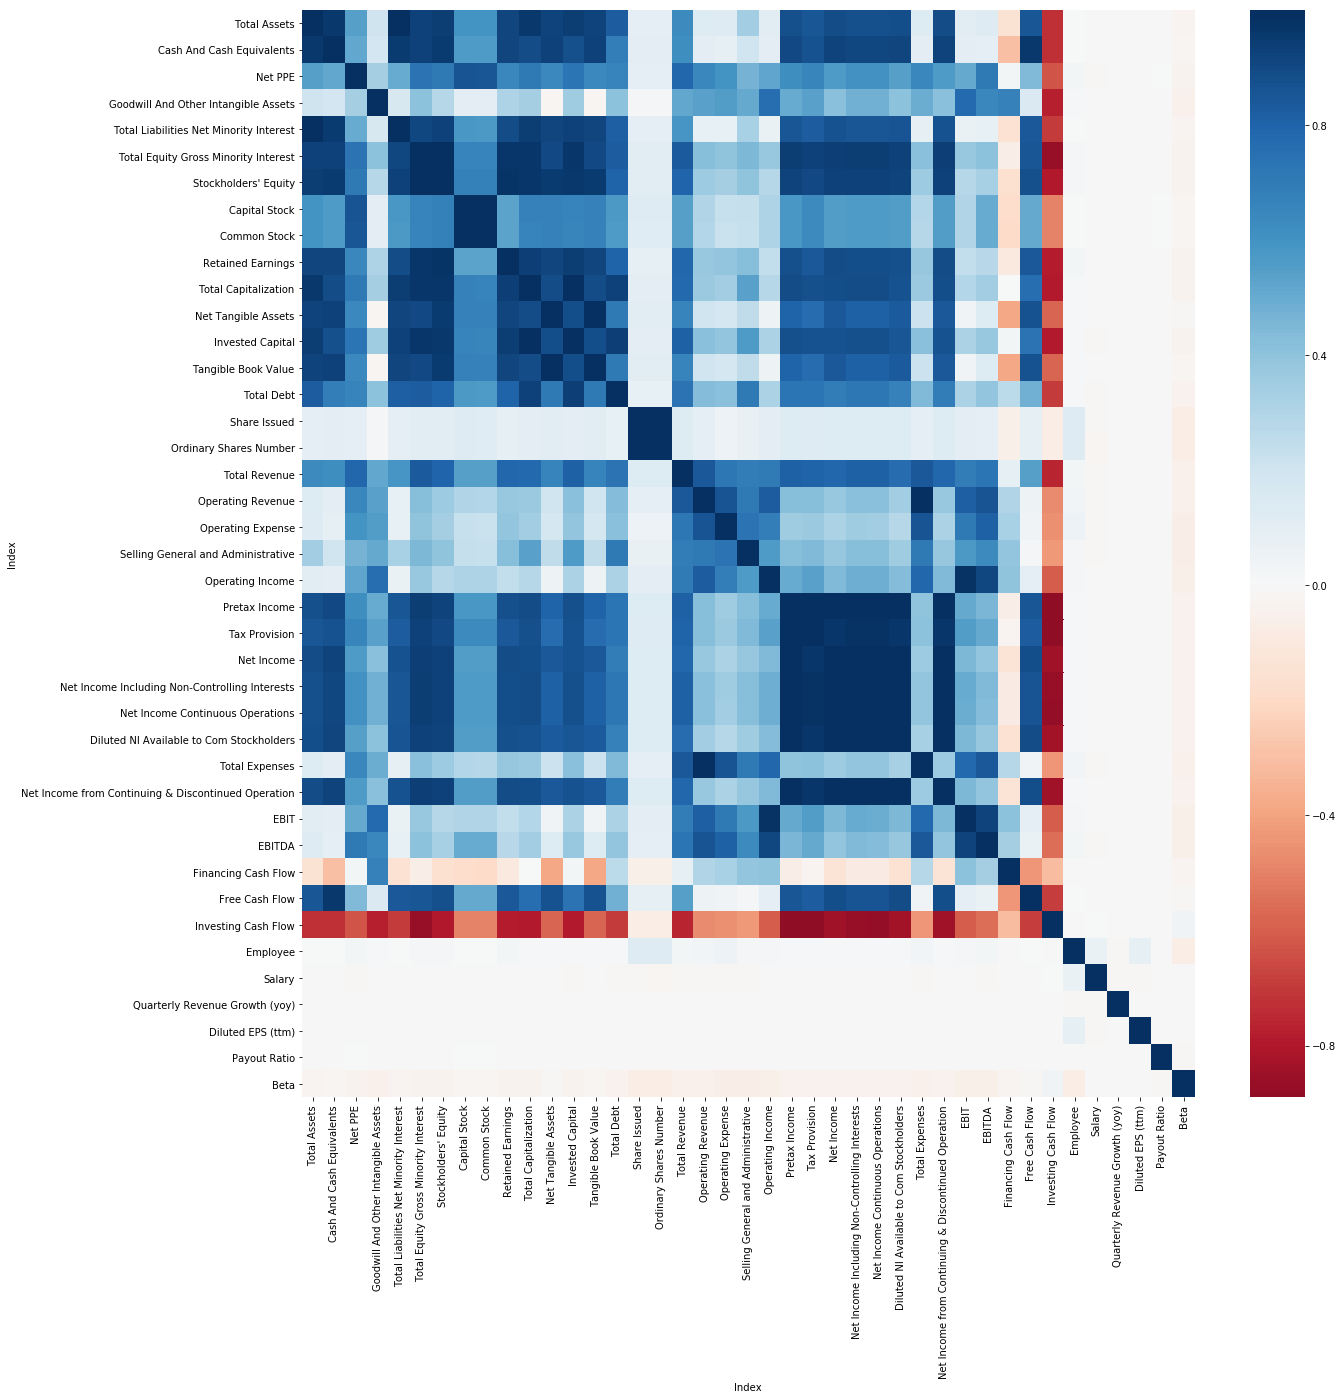 Total Assets
Cash And Cash Equivalents
Net PPE
Goodwill And Other Intangible Assets
Total Liabilities Net Minority Interest
Total Equity Gross Minority Interest
Stockholders' Equity
Capital Stock
Common Stock
Retained Earnings
Total Capitalization
Net Tangible Assets
Invested Capital
Tangible Book Value
Total Debt
Share Issued
Ordinary Shares Number
Total Revenue
Operating Revenue
Operating Expense
Selling General and Administrative
Operating Income
Pretax Income
Tax Provision
Net Income
Net Income Including Non-Controlling Interests
Net Income Continuous Operations
Diluted NI Available to Com Stockholders
Total Expenses
Net Income from Continuing & Discontinued Operation
EBIT
EBITDA
Financing Cash Flow
Free Cash Flow
Investing Cash Flow
Employee
Salary
Quarterly Revenue Growth (yoy)
Diluted EPS (ttm)
Payout Ratio
Beta
Index
Total Assets
Cash And Cash Equivalents
Net PPE
Goodwill And Other Intangible Assets
Total Liabilities Net Minority Interest
Total Equity Gross Minority Interest
Stockholders' Equity
Capital Stock
Common Stock
Retained Earnings
Total Capitalization
Net Tangible Assets
Invested Capital
Tangible Book Value
Total Debt
Share Issued
Ordinary Shares Number
Total Revenue
Operating Revenue
Operating Expense
Selling General and Administrative
Operating Income
Pretax Income
Tax Provision
Net Income
Net Income Including Non-Controlling Interests
Net Income Continuous Operations
Diluted NI Available to Com Stockholders
Total Expenses
Net Income from Continuing & Discontinued Operation
EBIT
EBITDA
Financing Cash Flow
Free Cash Flow
Investing Cash Flow
Employee
Salary
Quarterly Revenue Growth (yoy)
Diluted EPS (ttm)
Payout Ratio
Beta
Index
0.8
0.4
0.0
−0.4
−0.8